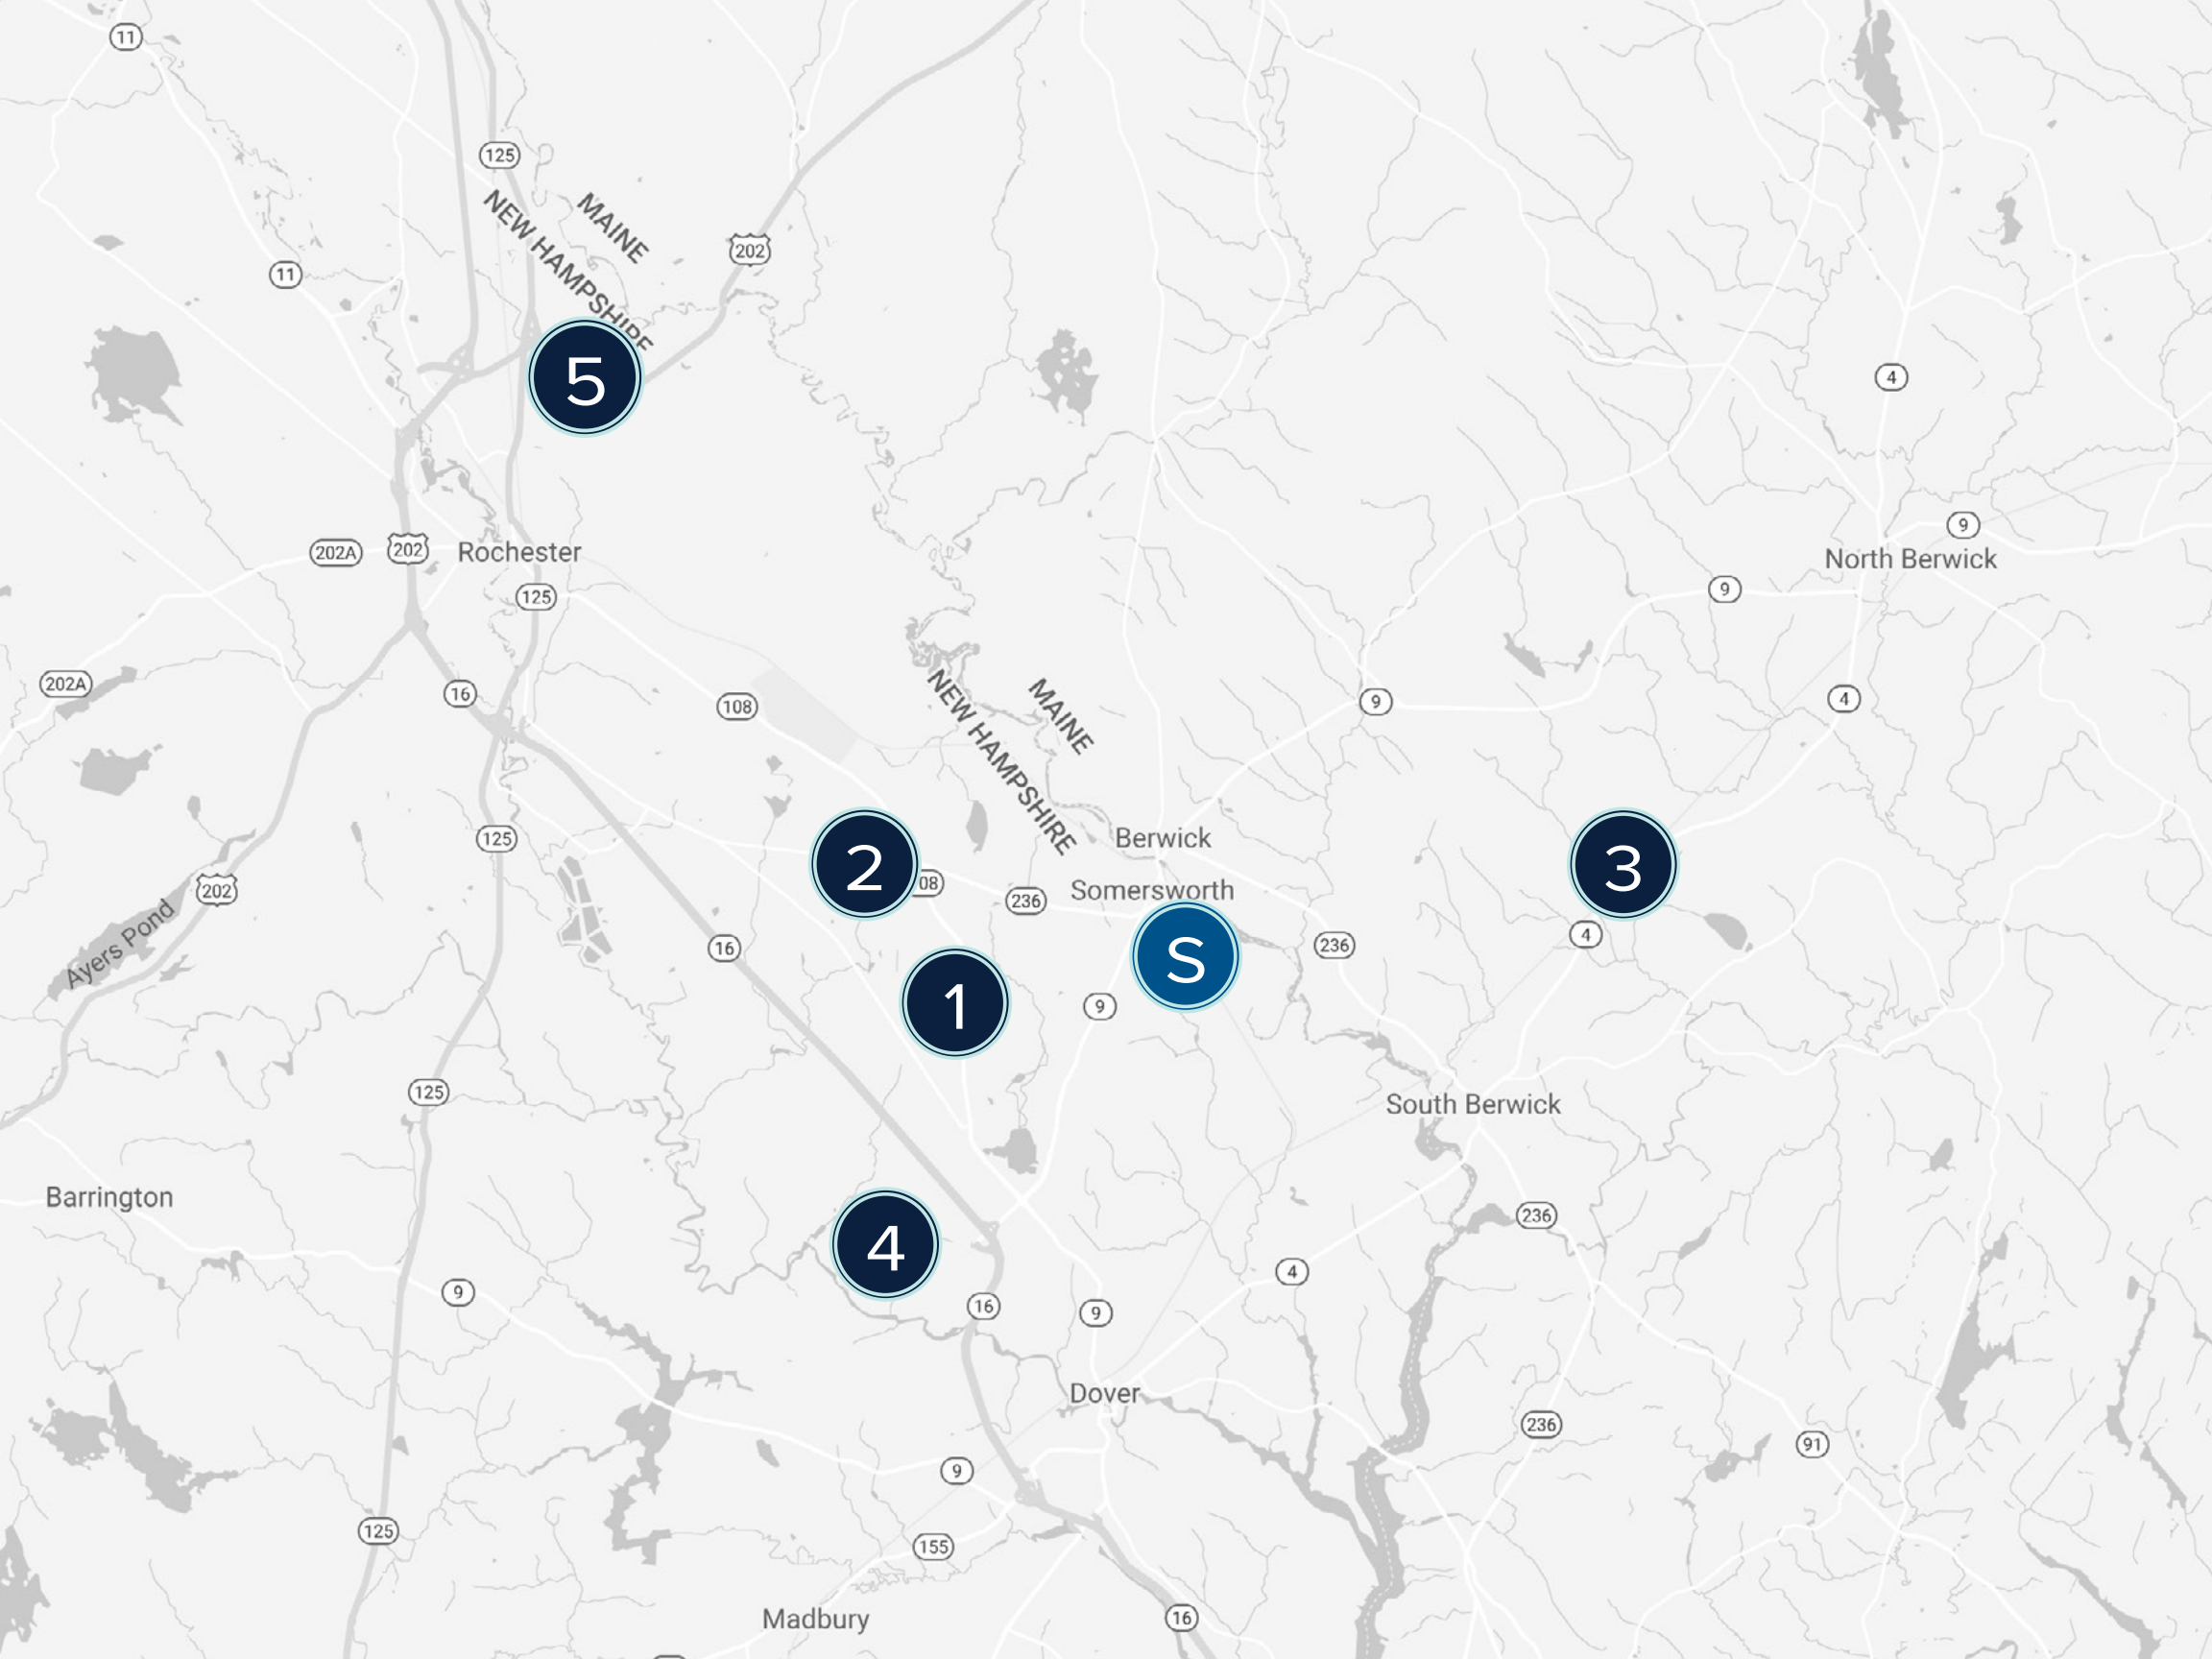 11
125
MAINE
NEW HAMPSHIRE
202
11
5
4
9
202A
202
Rochester
North Berwick
9
125
202A
16
108
MAINE
NEW HAMPSHIRE
9
4
125
Berwick
2
3
202
08
236
Somersworth
Ayers Pond
16
S
236
4
1
9
125
South Berwick
Barrington
4
236
9
16
9
4
Dover
236
91
9
125
155
Madbury
16